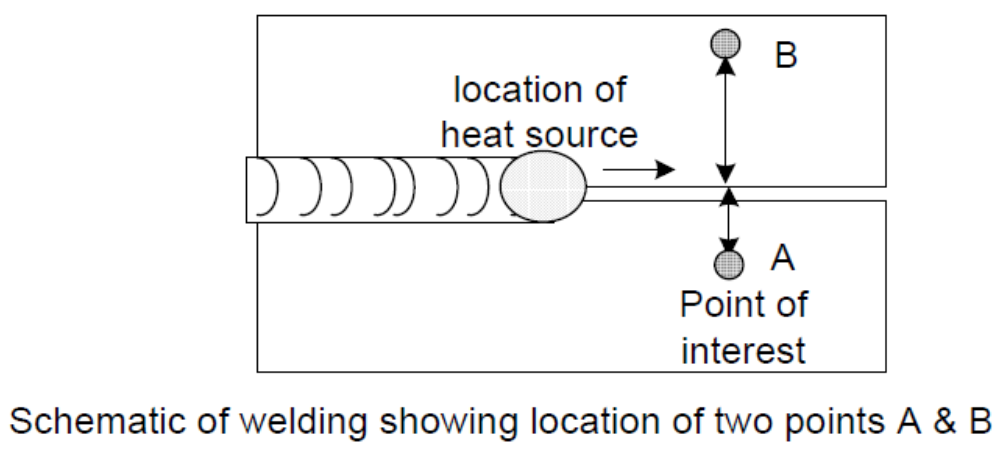 B
location of
heat source
A
Point of
interest
Schematic of welding showing location of two points A & B